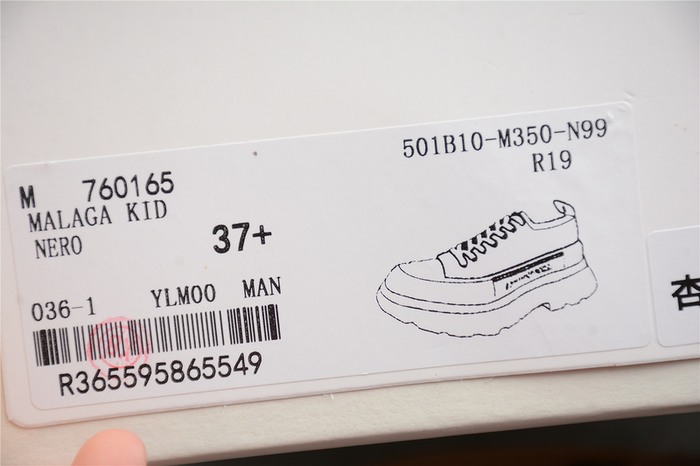 M 760165
MALAGA KID
NERO 37+
036-1 YLM00 MAN
R365595865549
501B10-M350-N99
R19
杏